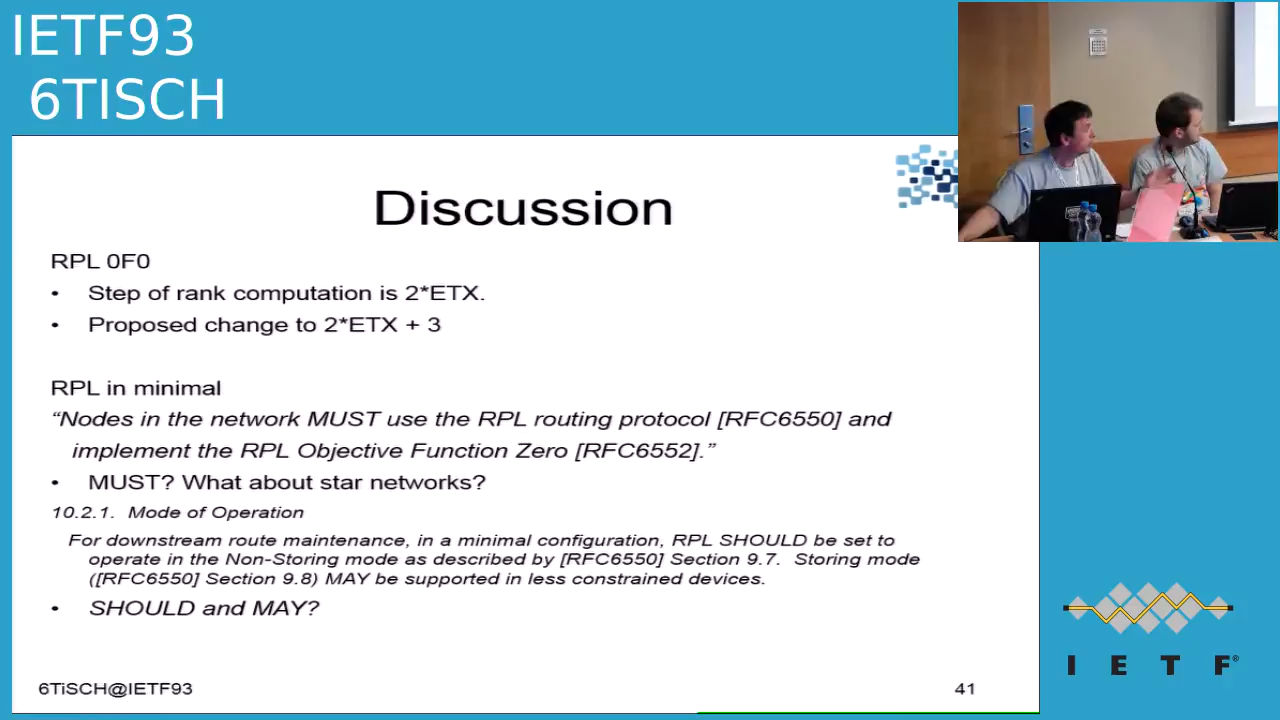 IETF93
6TISCH
Discussion
RPL 0F0
• Step of rank computation is 2*ETX.
• Proposed change to 2*ETX + 3
RPL in minimal
“Nodes in the network MUST use the RPL routing protocol [RFC6550] and
implement the RPL Objective Function Zero [RFC6552].”
• MUST? What about star networks?
10.2.1. Mode of Operation
For downstream route maintenance, in a minimal configuration, RPL SHOULD be set to
operate in the Non-Storing mode as described by [RFC6550] Section 9.7. Storing mode
([RFC6550] Section 9.8) MAY be supported in less constrained devices.
• SHOULD and MAY?
6TiSCH@IETF93
41
I E T F®